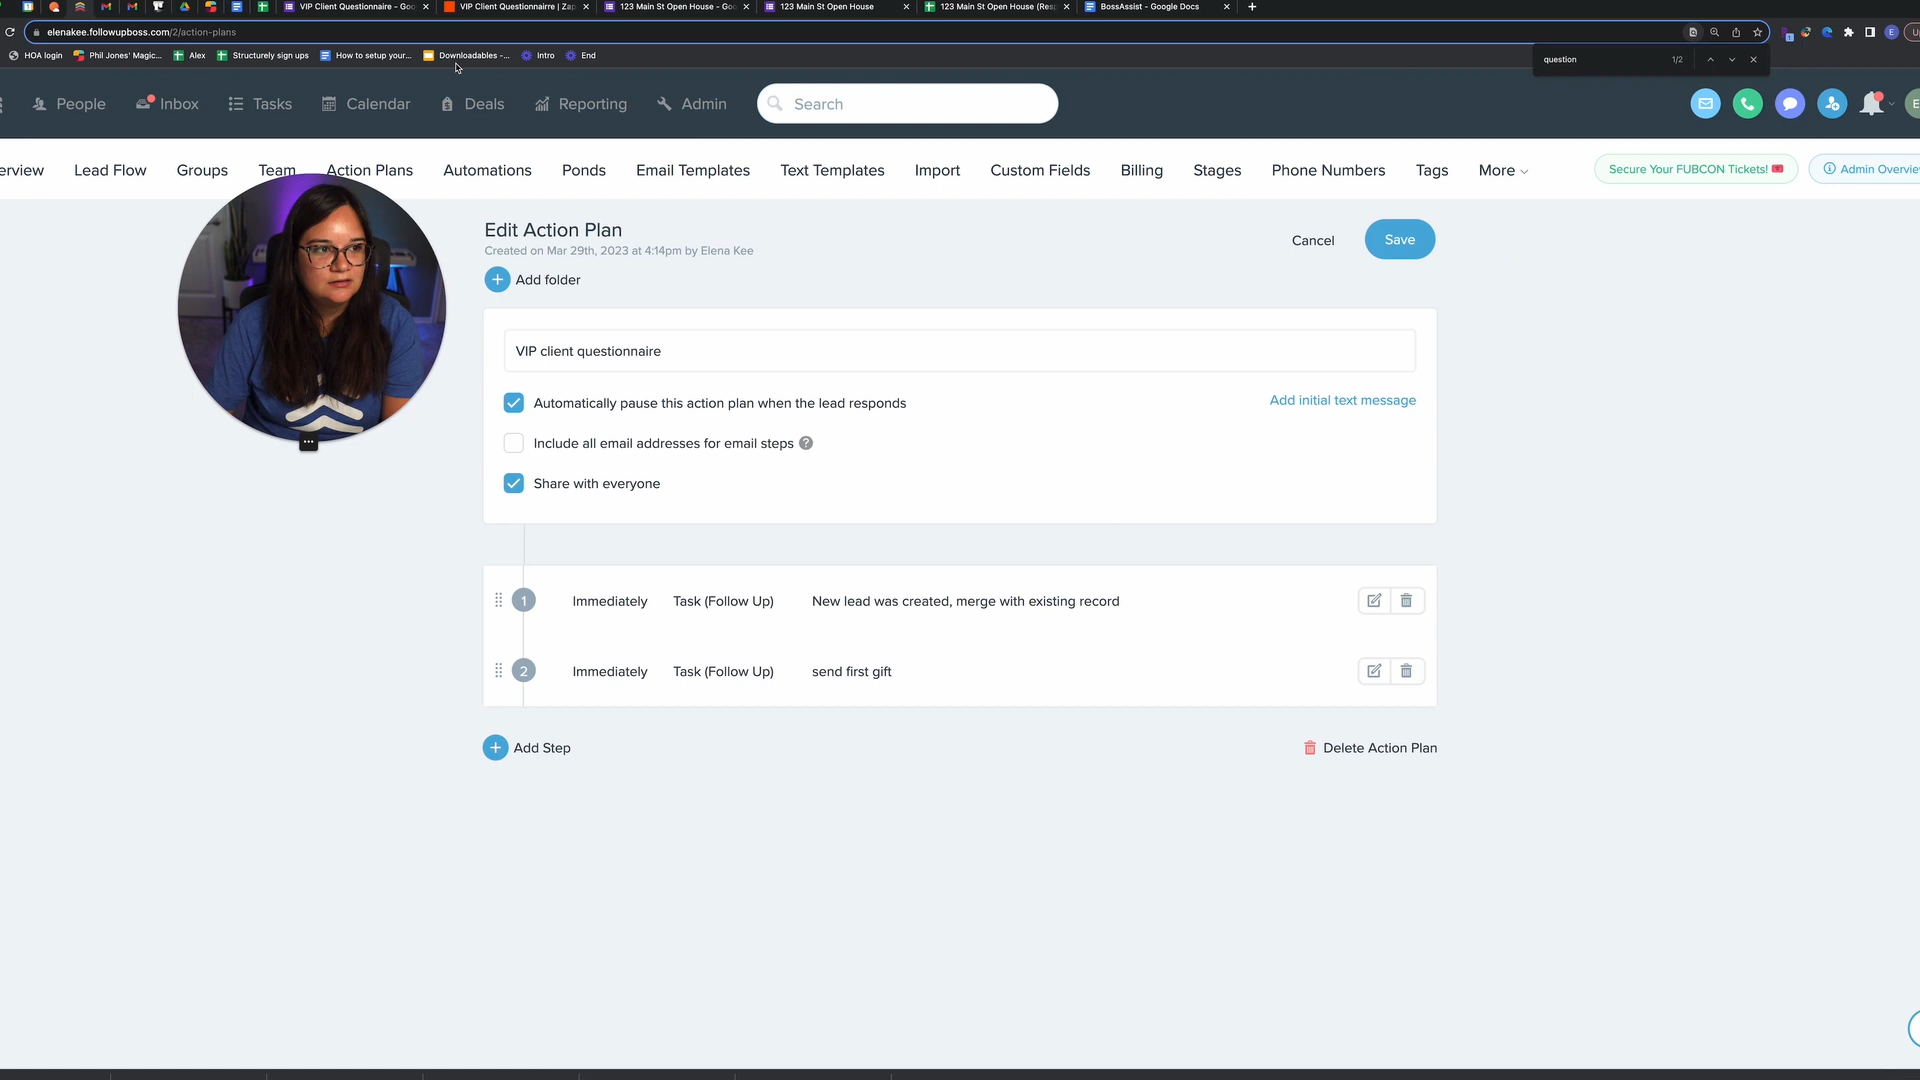 VIP Client Questionnaire - Goo
VIP Client Questionnairre | Zap
123 Main St Open House - Goo
123 Main St Open House
123 Main St Open House (Resp
BossAssist - Google Docs
elenakee.followupboss.com/2/action-plans
HOA login
Phil Jones' Magic...
Alex
Structurely sign ups
How to setup your...
Downloadables -...
Intro
End
question
1/2
People
Inbox
Tasks
Calendar
Deals
Reporting
Admin
Search
erview
Lead Flow
Groups
Team
Action Plans
Automations
Ponds
Email Templates
Text Templates
Import
Custom Fields
Billing
Stages
Phone Numbers
Tags
More
Secure Your FUBCON Tickets!
Admin Overvie
Edit Action Plan
Created on Mar 29th, 2023 at 4:14pm by Elena Kee
Cancel
Save
Add folder
VIP client questionnaire
Automatically pause this action plan when the lead responds
Add initial text message
Include all email addresses for email steps ?
Share with everyone
1 Immediately Task (Follow Up) New lead was created, merge with existing record
2 Immediately Task (Follow Up) send first gift
Add Step
Delete Action Plan